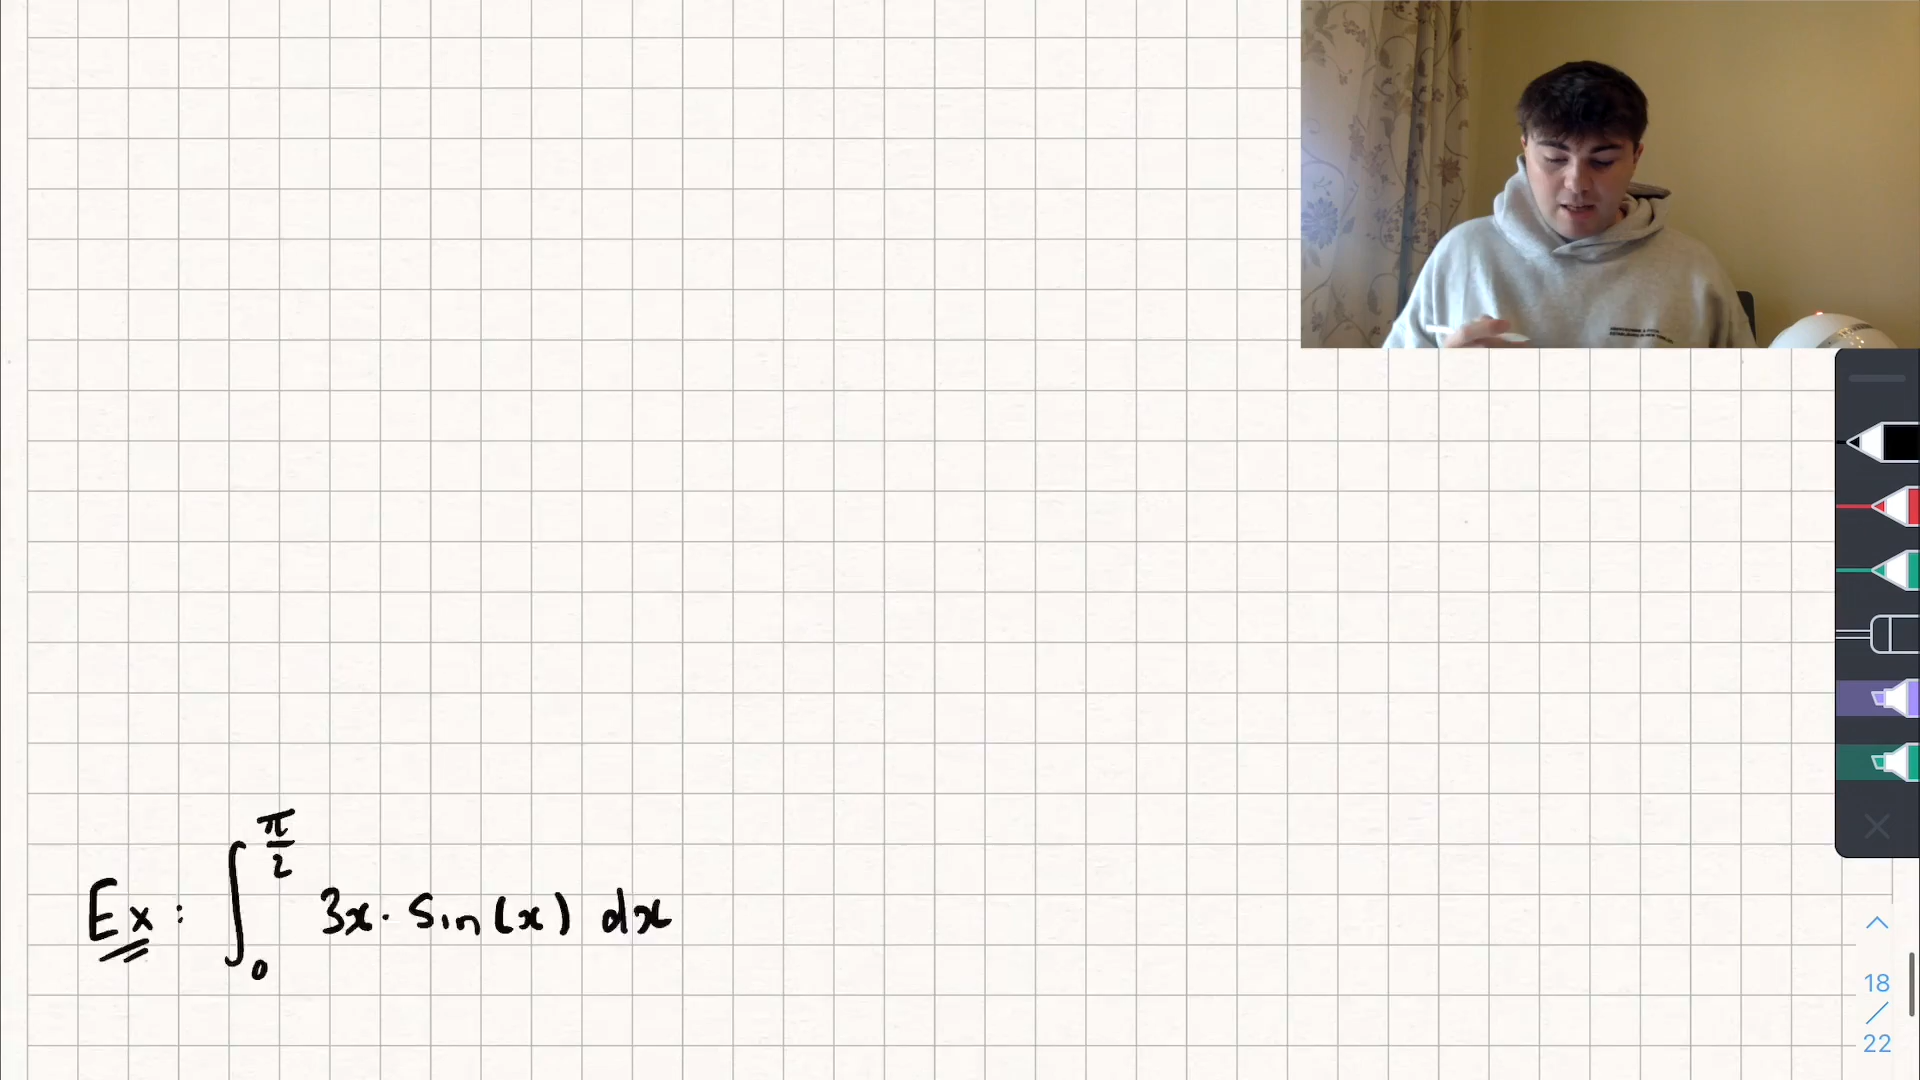 Ex: ∫₀^{π/2} 3x · Sin(x) dx
18
/
22